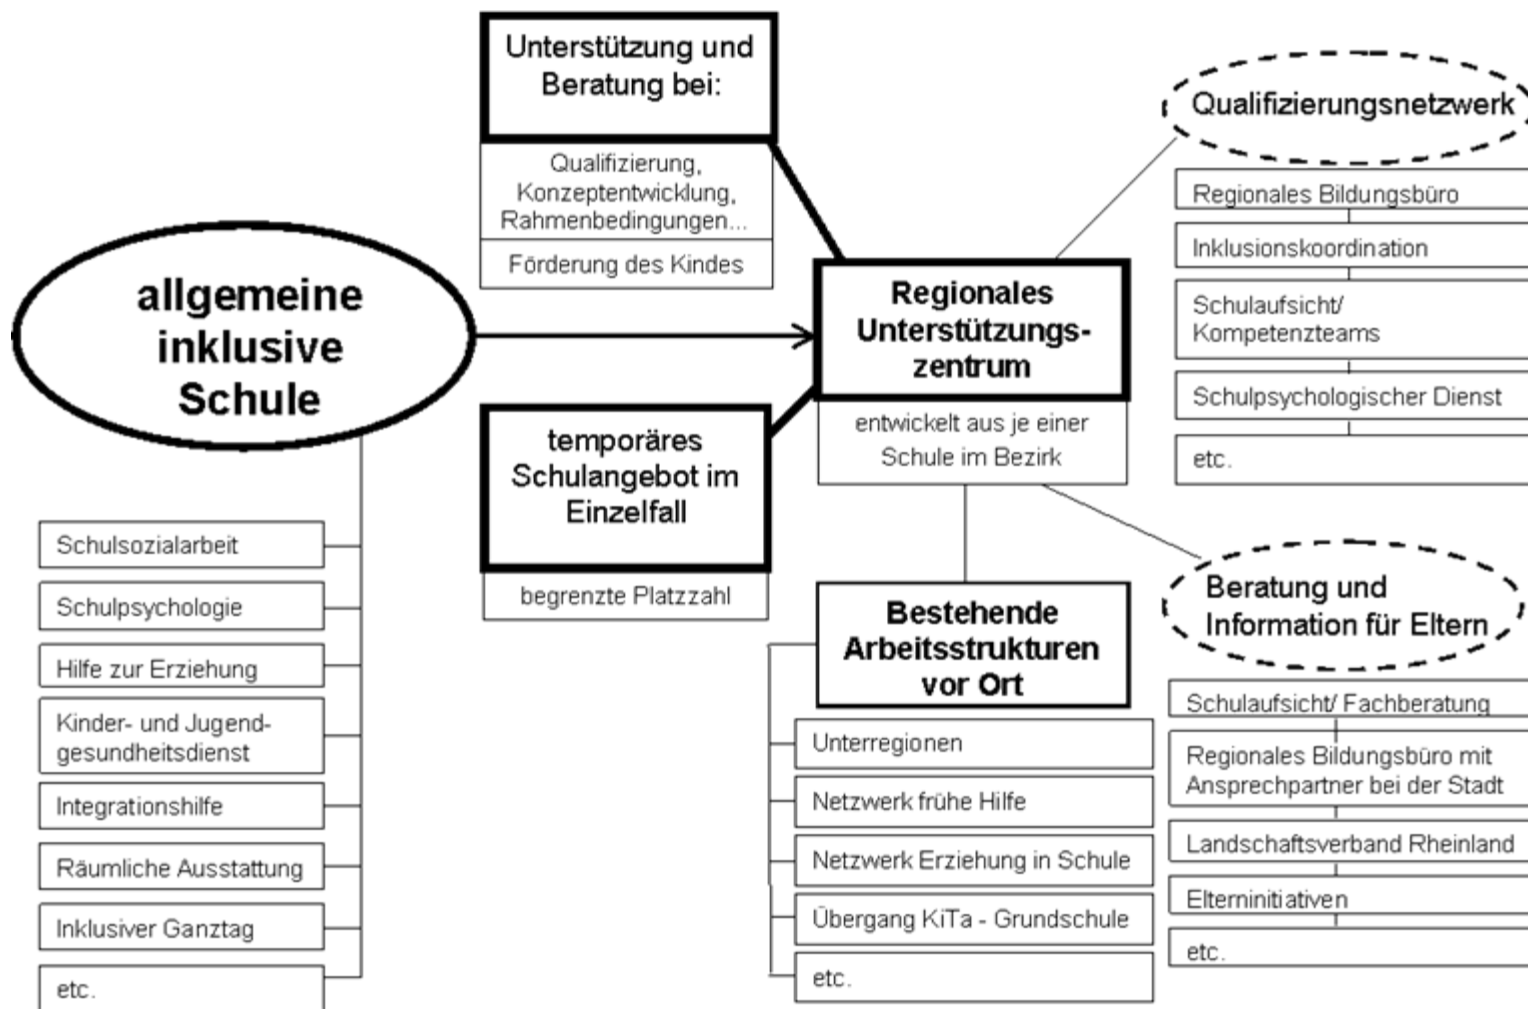 Unterstützung und
Beratung bei:
Qualifizierung,
Konzeptentwicklung,
Rahmenbedingungen...
Förderung des Kindes
allgemeine
inklusive
Schule
Schulsozialarbeit
Schulpsychologie
Hilfe zur Erziehung
Kinder- und Jugend-
gesundheitsdienst
Integrationshilfe
Räumliche Ausstattung
Inklusiver Ganztag
etc.
temporäres
Schulangebot im
Einzelfall
begrenzte Platzzahl
Regionales
Unterstützungs-
zentrum
entwickelt aus je einer
Schule im Bezirk
Bestehende
Arbeitsstrukturen
vor Ort
Unterregionen
Netzwerk frühe Hilfe
Netzwerk Erziehung in Schule
Übergang KiTa - Grundschule
etc.
Qualifizierungsnetzwerk
Regionales Bildungsbüro
Inklusionskoordination
Schulaufsicht/
Kompetenzteams
Schulpsychologischer Dienst
etc.
Beratung und
Information für Eltern
Schulaufsicht/ Fachberatung
Regionales Bildungsbüro mit
Ansprechpartner bei der Stadt
Landschaftsverband Rheinland
Elterninitiativen
etc.